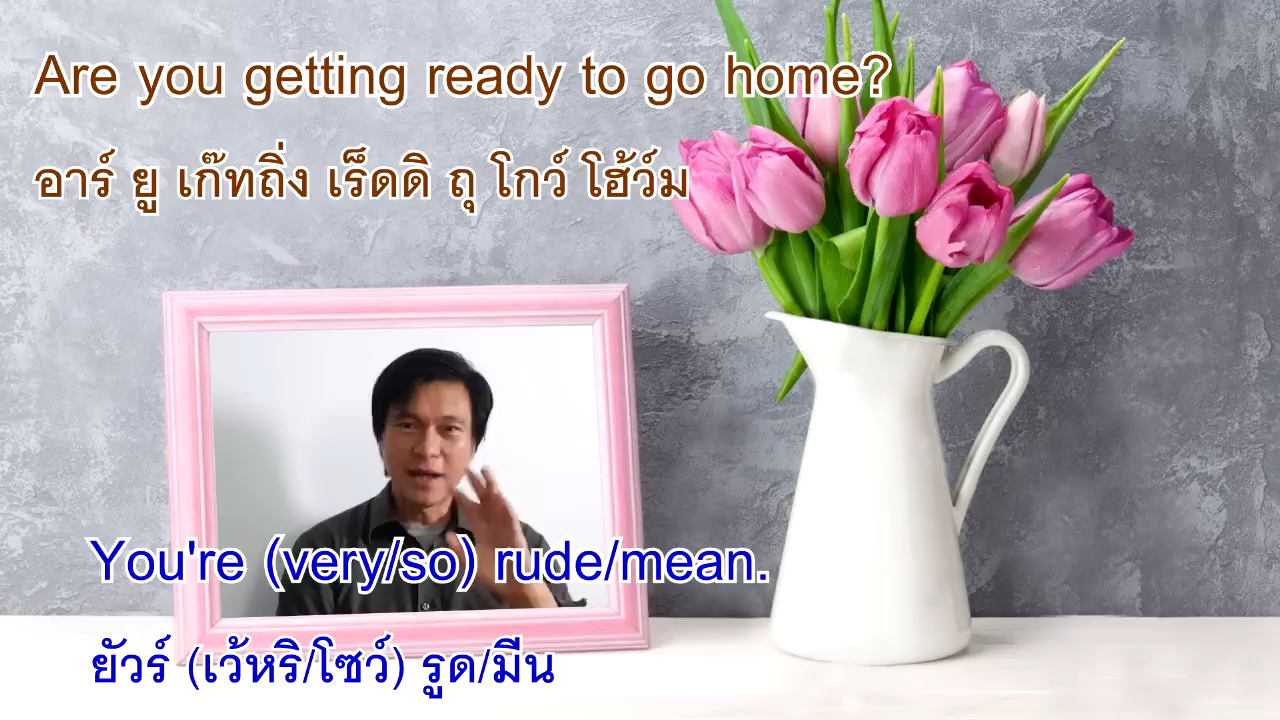 Are you getting ready to go home?
อาร์ ยู เก๊ทถิ่ง เร็ดดิ ถุ โกว์ โฮ้ว์ม
You're (very/so) rude/mean.
ยัวร์ (เว้หริ/โซว์) รูด/มีน